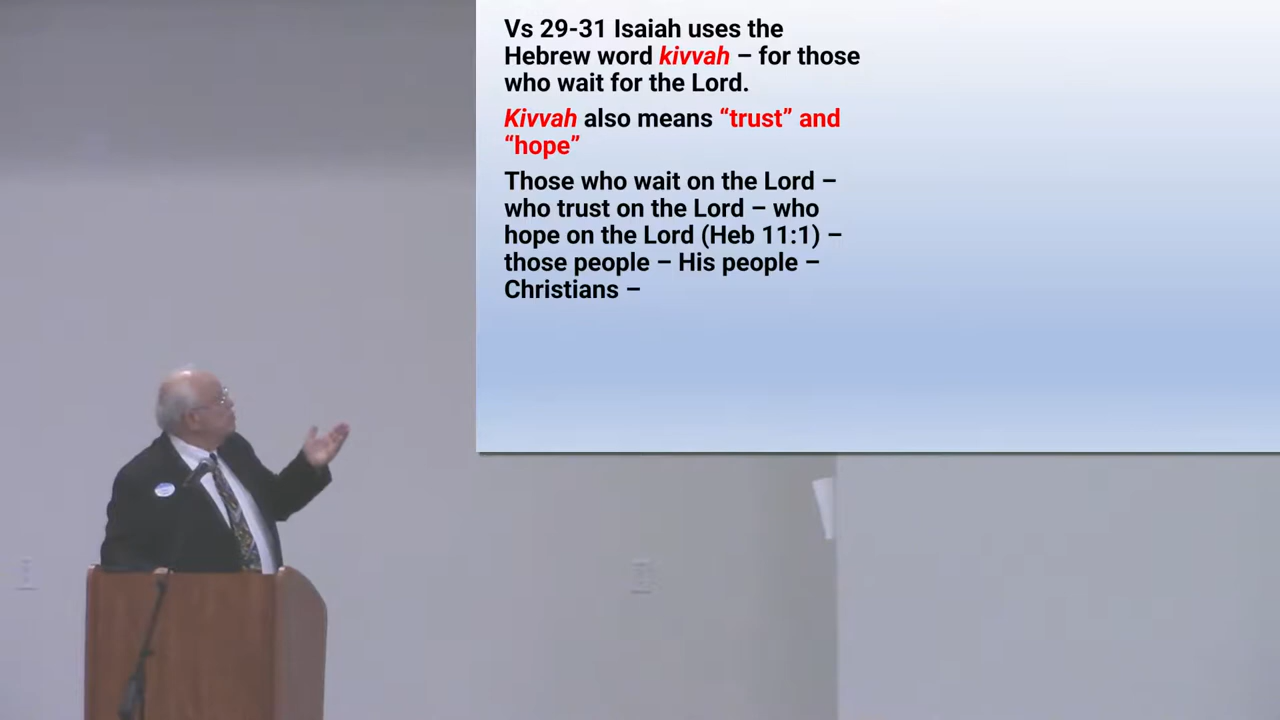 Vs 29-31 Isaiah uses the
Hebrew word kivvah – for those
who wait for the Lord.
Kivvah also means “trust” and
“hope”
Those who wait on the Lord –
who trust on the Lord – who
hope on the Lord (Heb 11:1) –
those people – His people –
Christians –